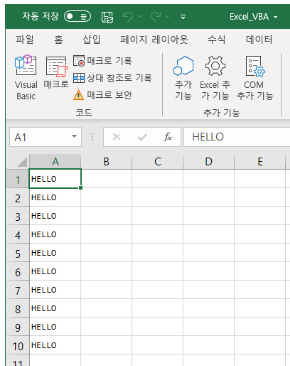 자동 저장 Excel_VBA
파일 홈 삽입 페이지 레이아웃 수식 데이터
Visual Basic
매크로
매크로 기록
상대 참조로 기록
매크로 보안
코드
추가 기능
Excel 추가 기능
COM 추가 기능
추가 기능
A1 fx HELLO
A B C D E
1 HELLO
2 HELLO
3 HELLO
4 HELLO
5 HELLO
6 HELLO
7 HELLO
8 HELLO
9 HELLO
10 HELLO
11